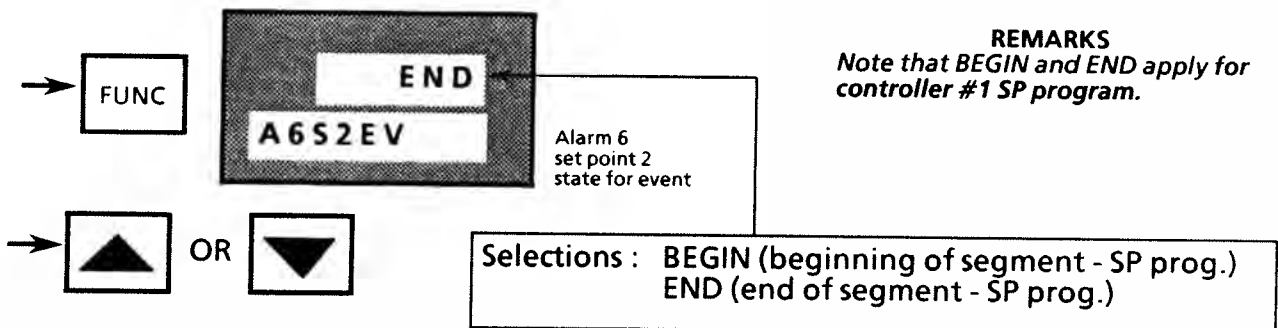 FUNC
END
A6S2EV
Alarm 6
set point 2
state for event
REMARKS
Note that BEGIN and END apply for
controller #1 SP program.
OR
Selections : BEGIN (beginning of segment - SP prog.)
END (end of segment - SP prog.)